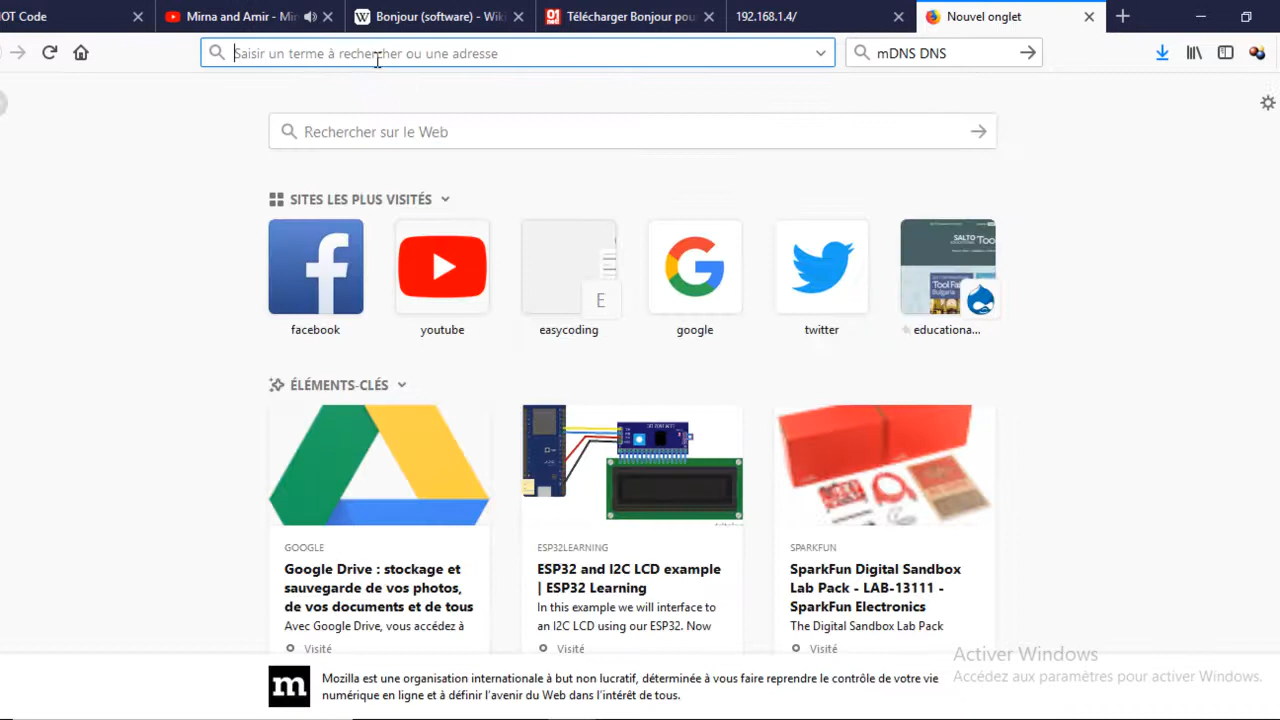 OT Code
Mirna and Amir - Mir
Bonjour (software) - Wiki
Télécharger Bonjour pou
192.168.1.4/
Nouvel onglet
Saisir un terme à rechercher ou une adresse
mDNS DNS
Rechercher sur le Web
SITES LES PLUS VISITÉS
facebook
youtube
E
easycoding
google
twitter
SALTO
educationa...
ÉLÉMENTS-CLÉS
GOOGLE
Google Drive : stockage et
sauvegarde de vos photos,
de vos documents et de tous
Avec Google Drive, vous accédez à
Visité
ESP32LEARNING
ESP32 and I2C LCD example
| ESP32 Learning
In this example we will interface to
an I2C LCD using our ESP32. Now
Visité
SPARKFUN
SparkFun Digital Sandbox
Lab Pack - LAB-13111 -
SparkFun Electronics
The Digital Sandbox Lab Pack
Visité
Activer Windows
Accédez aux paramètres pour activer Windows.
m
Mozilla est une organisation internationale à but non lucratif, déterminée à vous faire reprendre le contrôle de votre vie
numérique en ligne et à définir l'avenir du Web dans l'intérêt de tous.